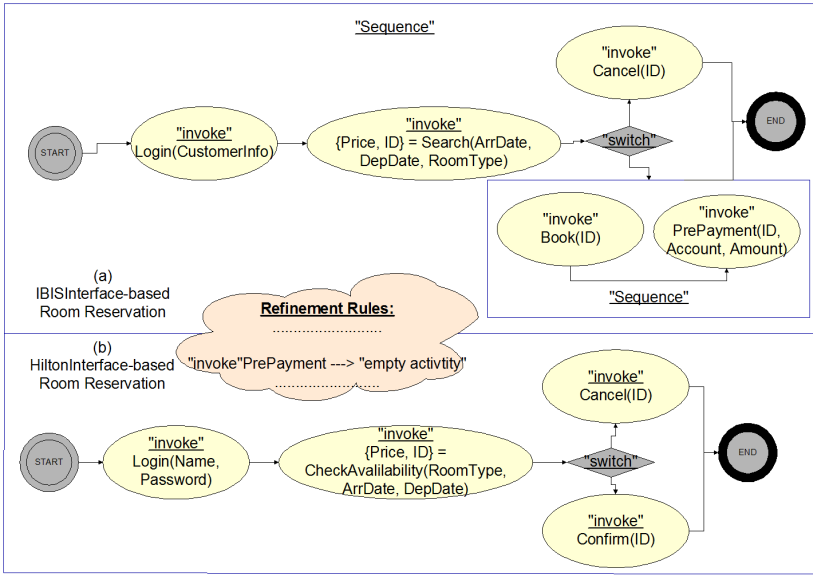 "Sequence"
"invoke"
Cancel(ID)
START
"invoke"
Login(CustomerInfo)
"invoke"
{Price, ID} = Search(ArrDate,
DepDate, RoomType)
"switch"
END
"invoke"
Book(ID)
"invoke"
PrePayment(ID,
Account, Amount)
"Sequence"
(a)
IBISInterface-based
Room Reservation
Refinement Rules:
............................
"invoke"PrePayment ---> "empty activtity"
...........................
(b)
HiltonInterface-based
Room Reservation
"invoke"
Cancel(ID)
START
"invoke"
Login(Name,
Password)
"invoke"
{Price, ID} =
CheckAvalilability(RoomType,
ArrDate, DepDate)
"switch"
END
"invoke"
Confirm(ID)